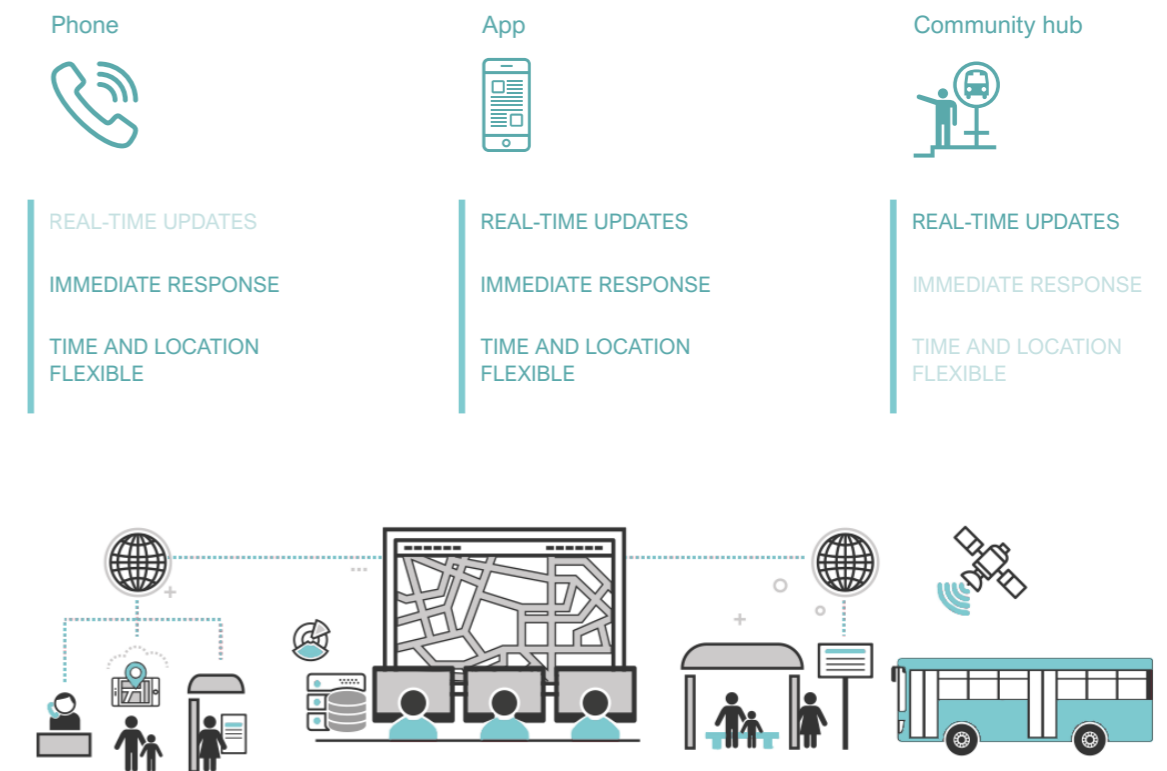 Phone
App
Community hub
REAL-TIME UPDATES
IMMEDIATE RESPONSE
TIME AND LOCATION
FLEXIBLE
REAL-TIME UPDATES
IMMEDIATE RESPONSE
TIME AND LOCATION
FLEXIBLE
REAL-TIME UPDATES
IMMEDIATE RESPONSE
TIME AND LOCATION
FLEXIBLE